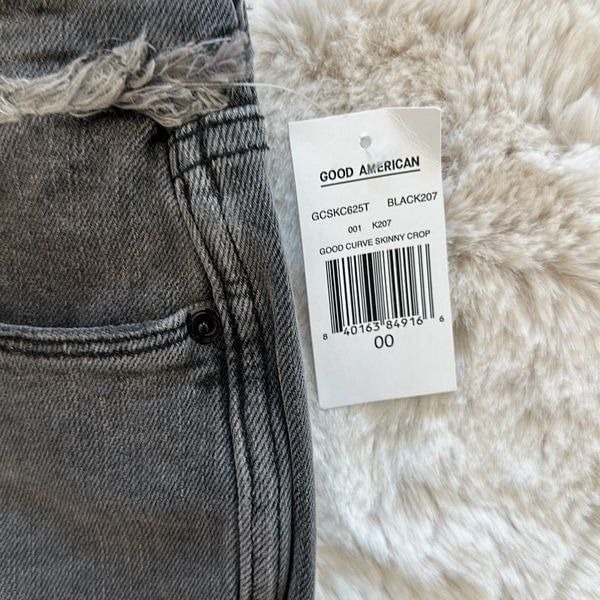 GOOD AMERICAN
GCSKC625T BLACK207
001 K207
GOOD CURVE SKINNY CROP
8 40163 84916 6
00